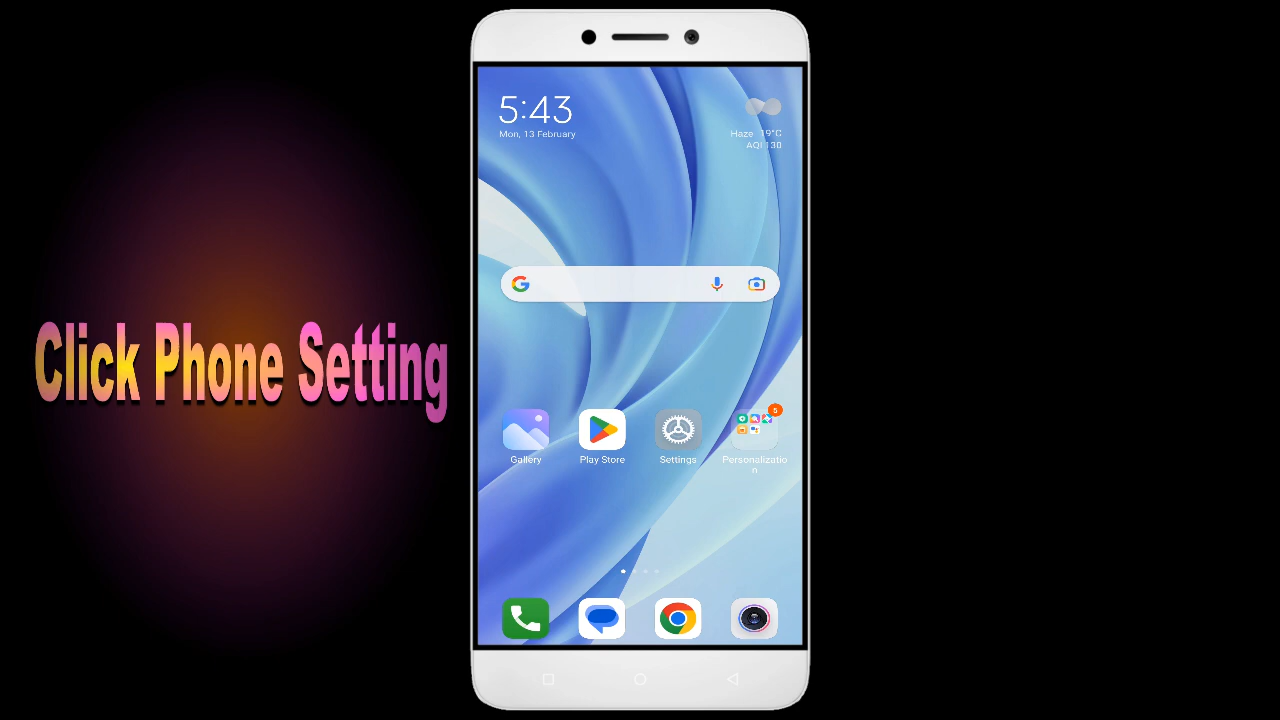 5:43
Mon, 13 February
Haze 19°C
AQI 130
Click Phone Setting
5
Gallery
Play Store
Settings
Personalizatio
n